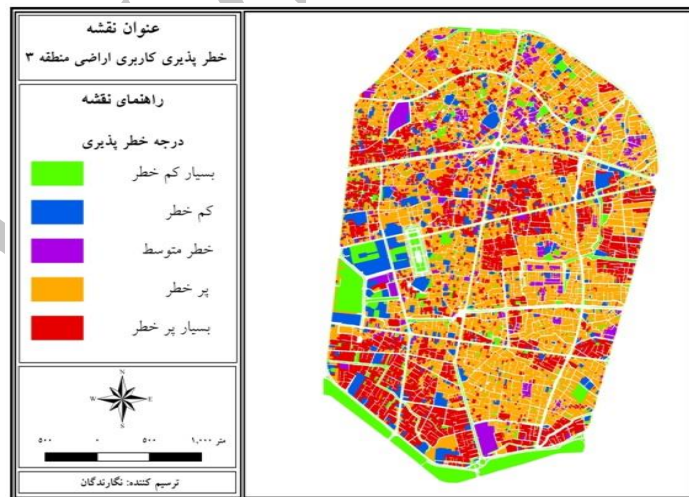 عنوان نقشه
خطر پذیری کاربری اراضی منطقه ۳
راهنمای نقشه
درجه خطر پذیری
بسیار کم خطر
کم خطر
خطر متوسط
پر خطر
بسیار پر خطر
N
W E
S
۵۰۰ ۰ ۵۰۰ ۱,۰۰۰ متر
ترسیم کننده: نگارندگان